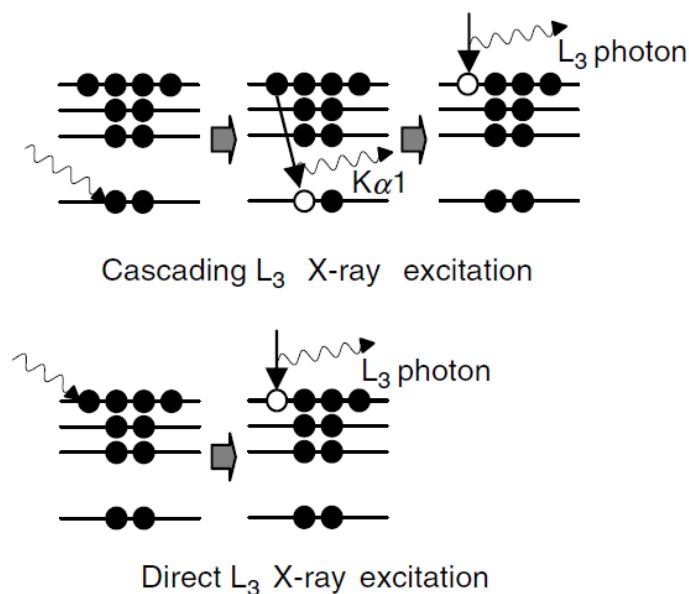 L₃ photon
Kα1
Cascading L₃ X-ray excitation
L₃ photon
Direct L₃ X-ray excitation